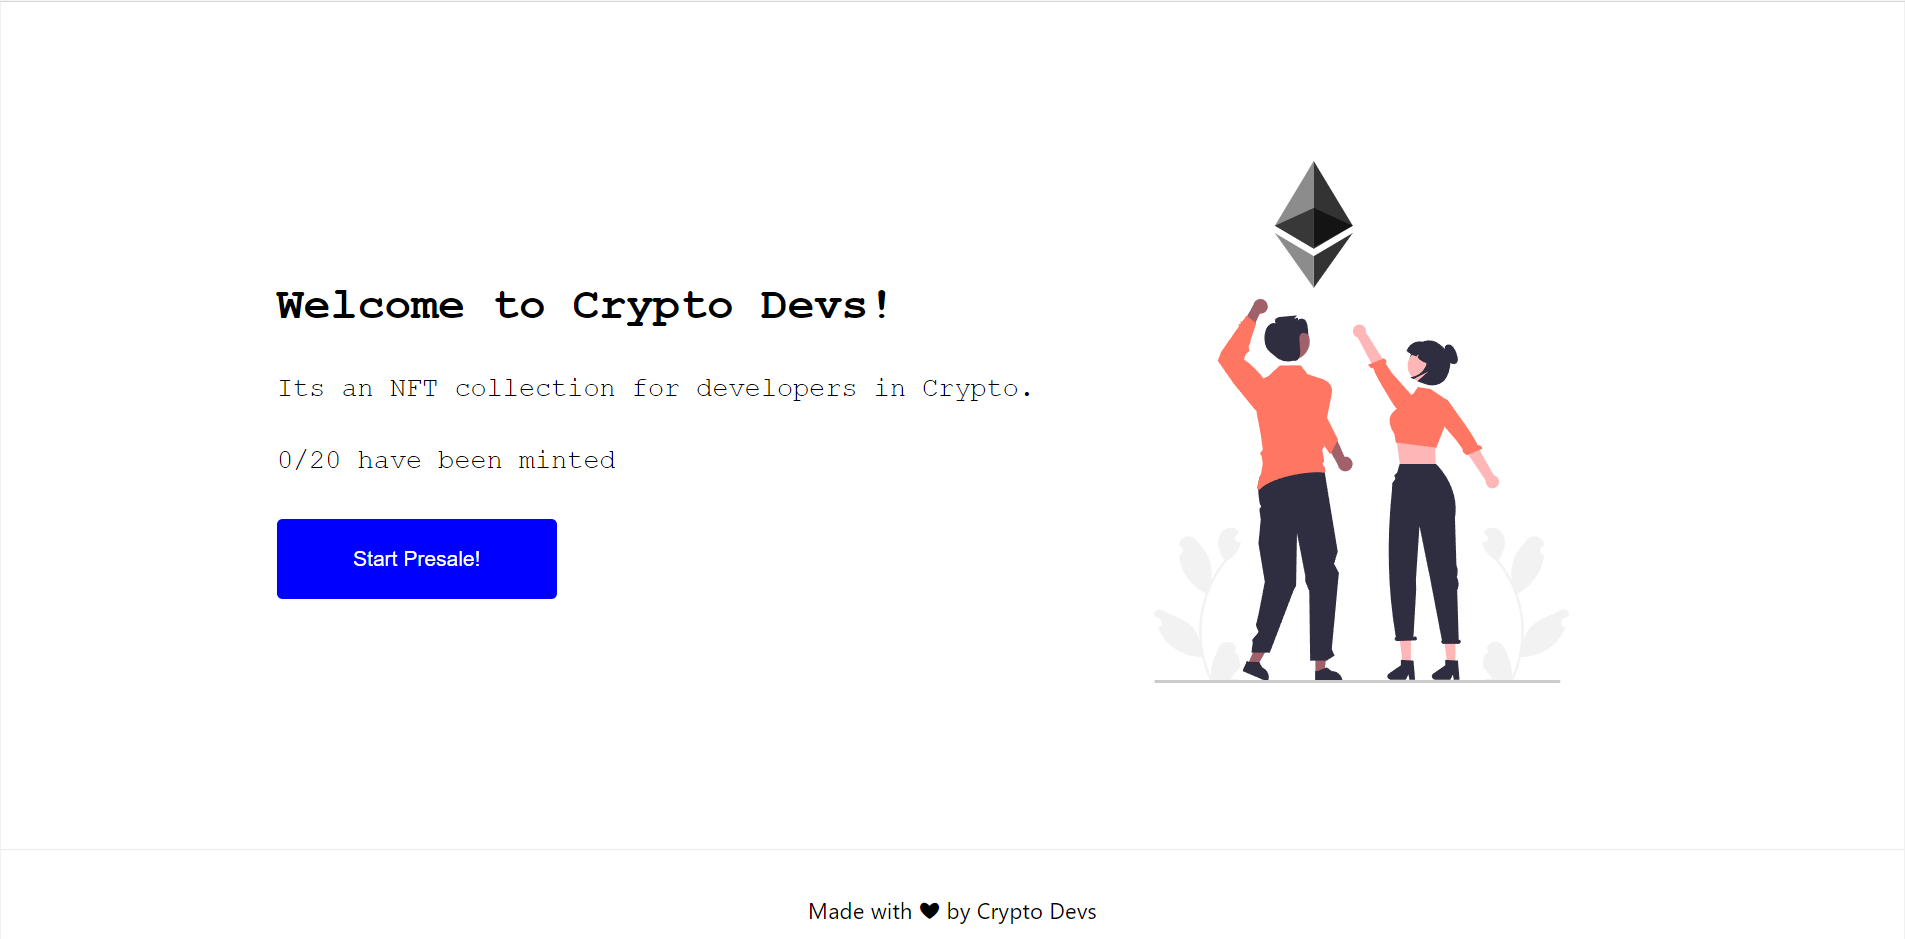 Welcome to Crypto Devs!
Its an NFT collection for developers in Crypto.
0/20 have been minted
Start Presale!
Made with ❤ by Crypto Devs